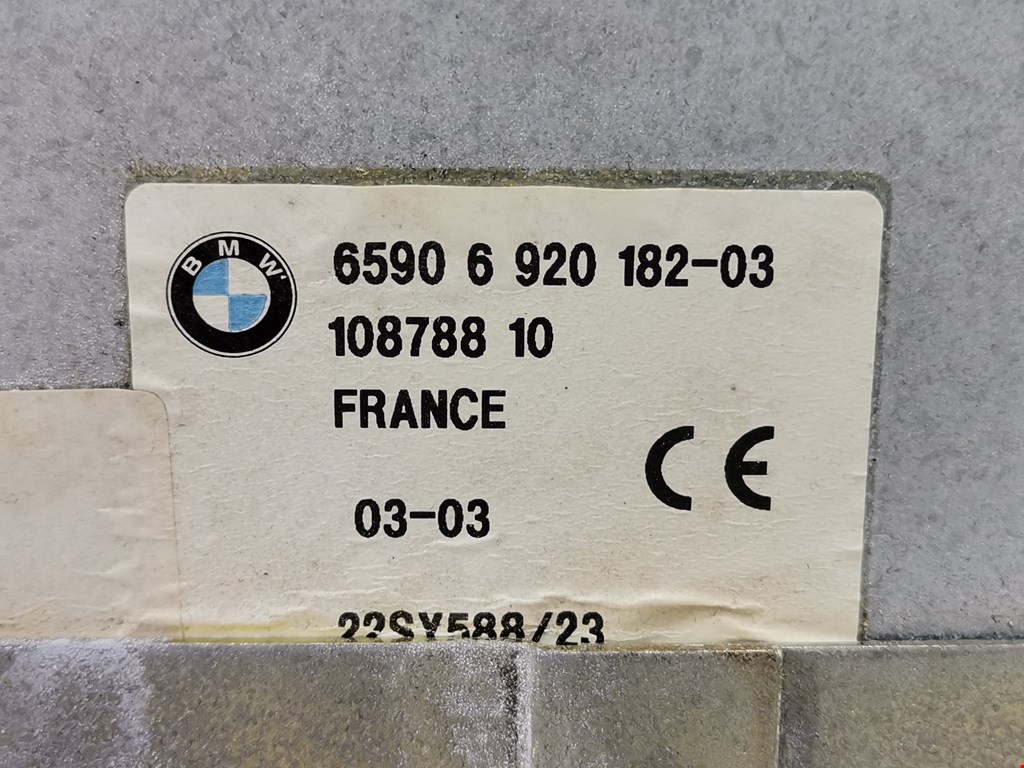 BMW
6590 6 920 182-03
108788 10
FRANCE
CE
03-03
22SY588/23